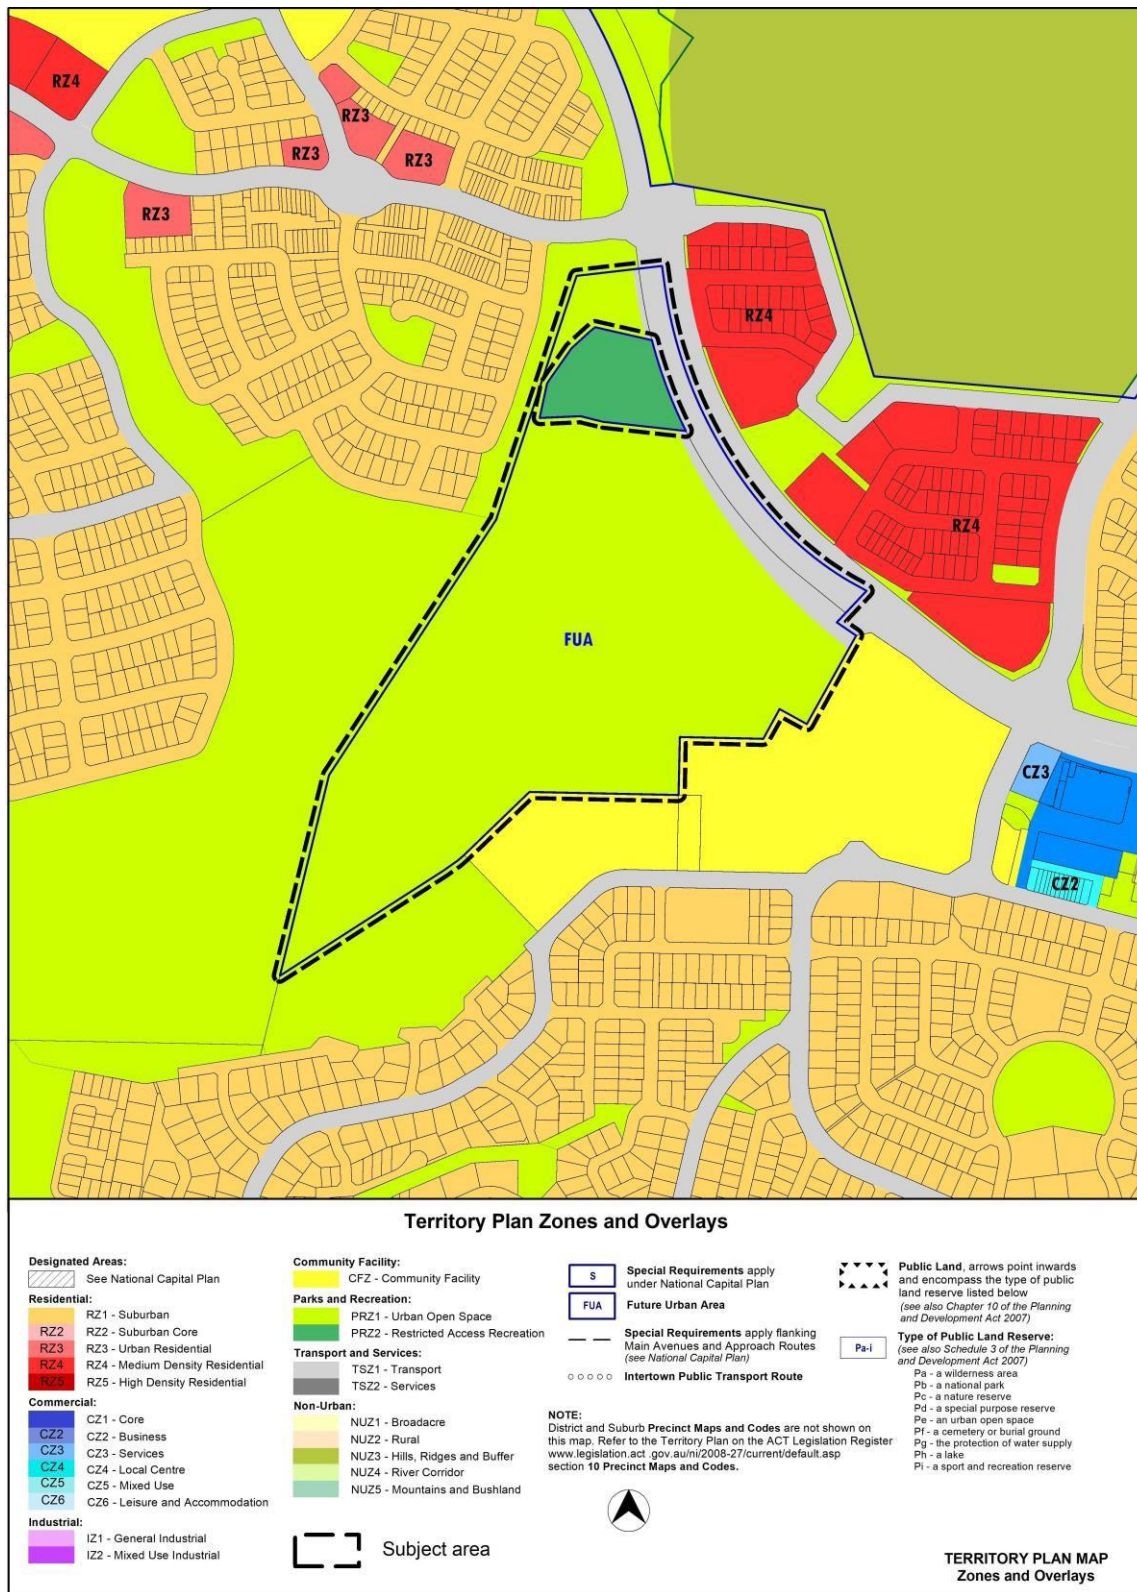 RZ4
RZ3
RZ3
RZ3
RZ3
RZ4
RZ4
FUA
CZ3
CZ2
Territory Plan Zones and Overlays
Designated Areas:
See National Capital Plan
Residential:
RZ1 - Suburban
RZ2 RZ2 - Suburban Core
RZ3 RZ3 - Urban Residential
RZ4 RZ4 - Medium Density Residential
RZ5 RZ5 - High Density Residential
Commercial:
CZ1 - Core
CZ2 CZ2 - Business
CZ3 CZ3 - Services
CZ4 CZ4 - Local Centre
CZ5 CZ5 - Mixed Use
CZ6 CZ6 - Leisure and Accommodation
Industrial:
IZ1 - General Industrial
IZ2 - Mixed Use Industrial
Community Facility:
CFZ - Community Facility
Parks and Recreation:
PRZ1 - Urban Open Space
PRZ2 - Restricted Access Recreation
Transport and Services:
TSZ1 - Transport
TSZ2 - Services
Non-Urban:
NUZ1 - Broadacre
NUZ2 - Rural
NUZ3 - Hills, Ridges and Buffer
NUZ4 - River Corridor
NUZ5 - Mountains and Bushland
Subject area
S Special Requirements apply
under National Capital Plan
FUA Future Urban Area
Special Requirements apply flanking
Main Avenues and Approach Routes
(see National Capital Plan)
Intertown Public Transport Route
NOTE:
District and Suburb Precinct Maps and Codes are not shown on
this map. Refer to the Territory Plan on the ACT Legislation Register
www.legislation.act .gov.au/ni/2008-27/current/default.asp
section 10 Precinct Maps and Codes.
Public Land, arrows point inwards
and encompass the type of public
land reserve listed below
(see also Chapter 10 of the Planning
and Development Act 2007)
Pa-i Type of Public Land Reserve:
(see also Schedule 3 of the Planning
and Development Act 2007)
Pa - a wilderness area
Pb - a national park
Pc - a nature reserve
Pd - a special purpose reserve
Pe - an urban open space
Pf - a cemetery or burial ground
Pg - the protection of water supply
Ph - a lake
Pi - a sport and recreation reserve
TERRITORY PLAN MAP
Zones and Overlays